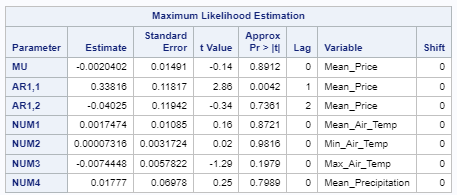 Maximum Likelihood Estimation
Parameter Estimate Standard Error t Value Approx Pr > |t| Lag Variable Shift
MU -0.0020402 0.01491 -0.14 0.8912 0 Mean_Price 0
AR1,1 0.33816 0.11817 2.86 0.0042 1 Mean_Price 0
AR1,2 -0.04025 0.11942 -0.34 0.7361 2 Mean_Price 0
NUM1 0.0017474 0.01085 0.16 0.8721 0 Mean_Air_Temp 0
NUM2 0.00007316 0.0031724 0.02 0.9816 0 Min_Air_Temp 0
NUM3 -0.0074448 0.0057822 -1.29 0.1979 0 Max_Air_Temp 0
NUM4 0.01777 0.06978 0.25 0.7989 0 Mean_Precipitation 0